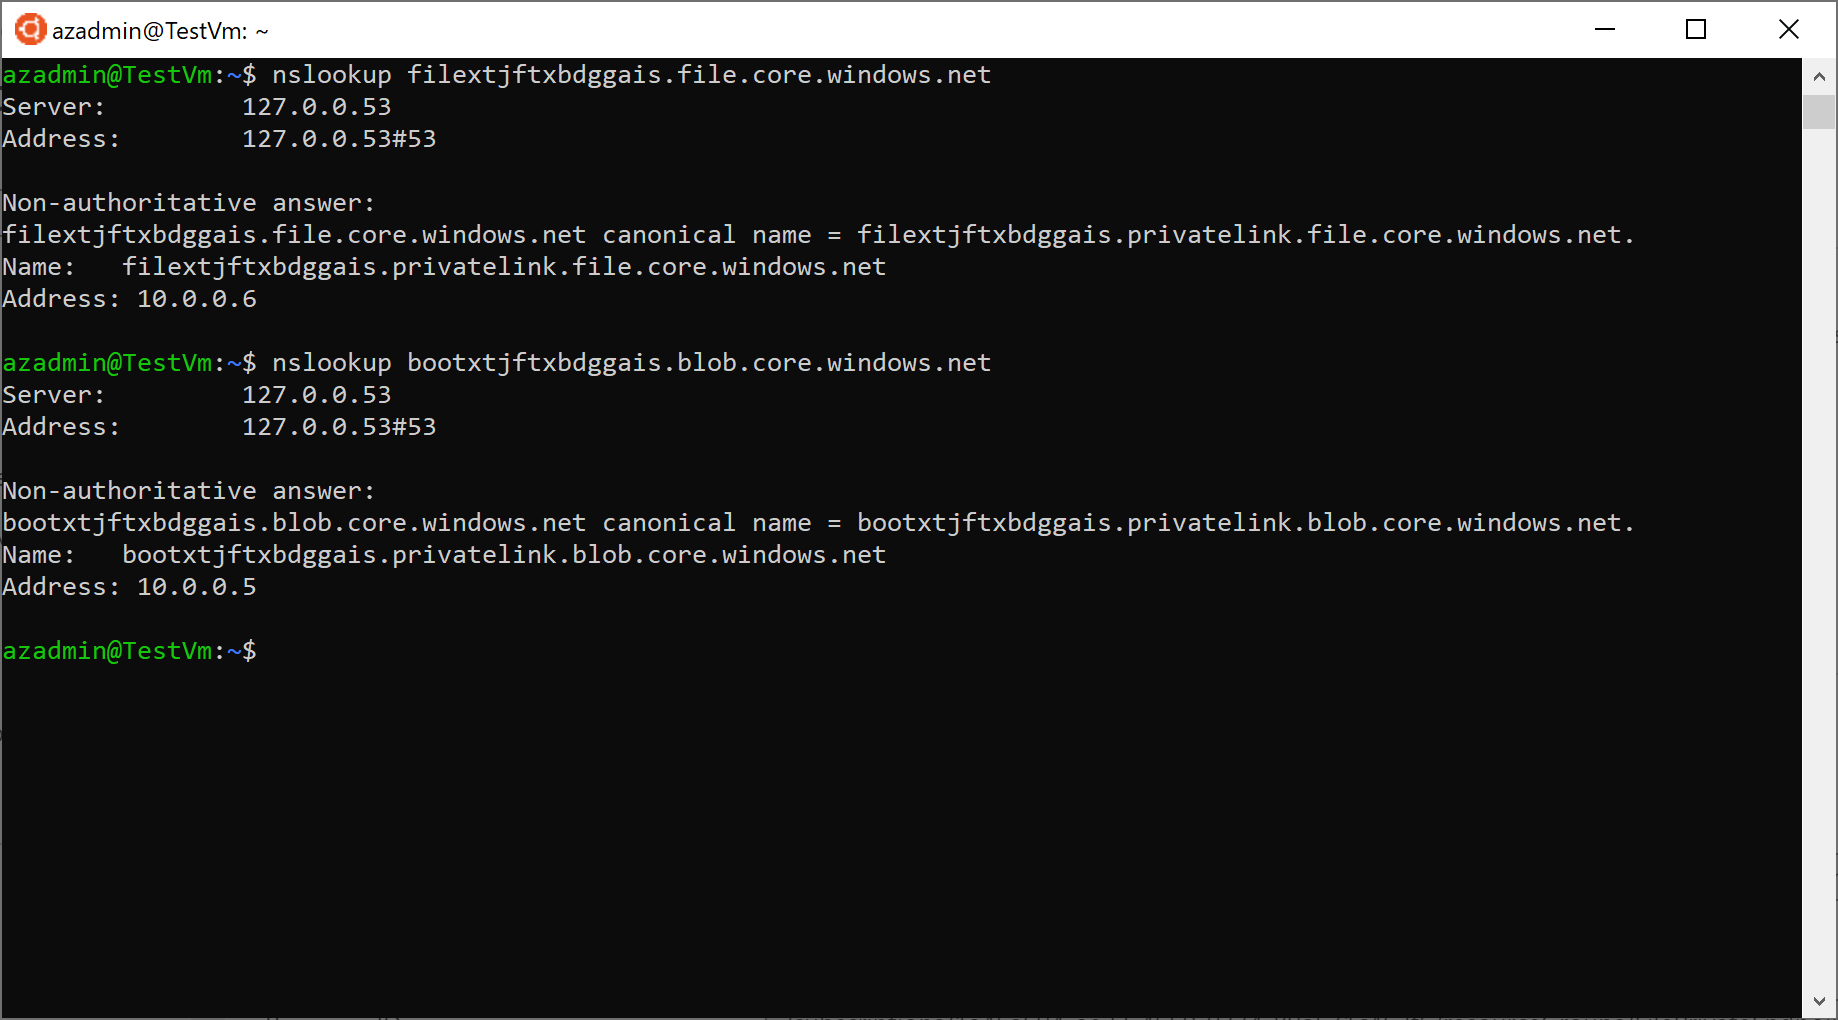 azadmin@TestVm: ~
azadmin@TestVm:~$ nslookup filextjftxbdggais.file.core.windows.net
Server:         127.0.0.53
Address:        127.0.0.53#53
Non-authoritative answer:
filextjftxbdggais.file.core.windows.net canonical name = filextjftxbdggais.privatelink.file.core.windows.net.
Name:   filextjftxbdggais.privatelink.file.core.windows.net
Address: 10.0.0.6
azadmin@TestVm:~$ nslookup bootxtjftxbdggais.blob.core.windows.net
Server:         127.0.0.53
Address:        127.0.0.53#53
Non-authoritative answer:
bootxtjftxbdggais.blob.core.windows.net canonical name = bootxtjftxbdggais.privatelink.blob.core.windows.net.
Name:   bootxtjftxbdggais.privatelink.blob.core.windows.net
Address: 10.0.0.5
azadmin@TestVm:~$